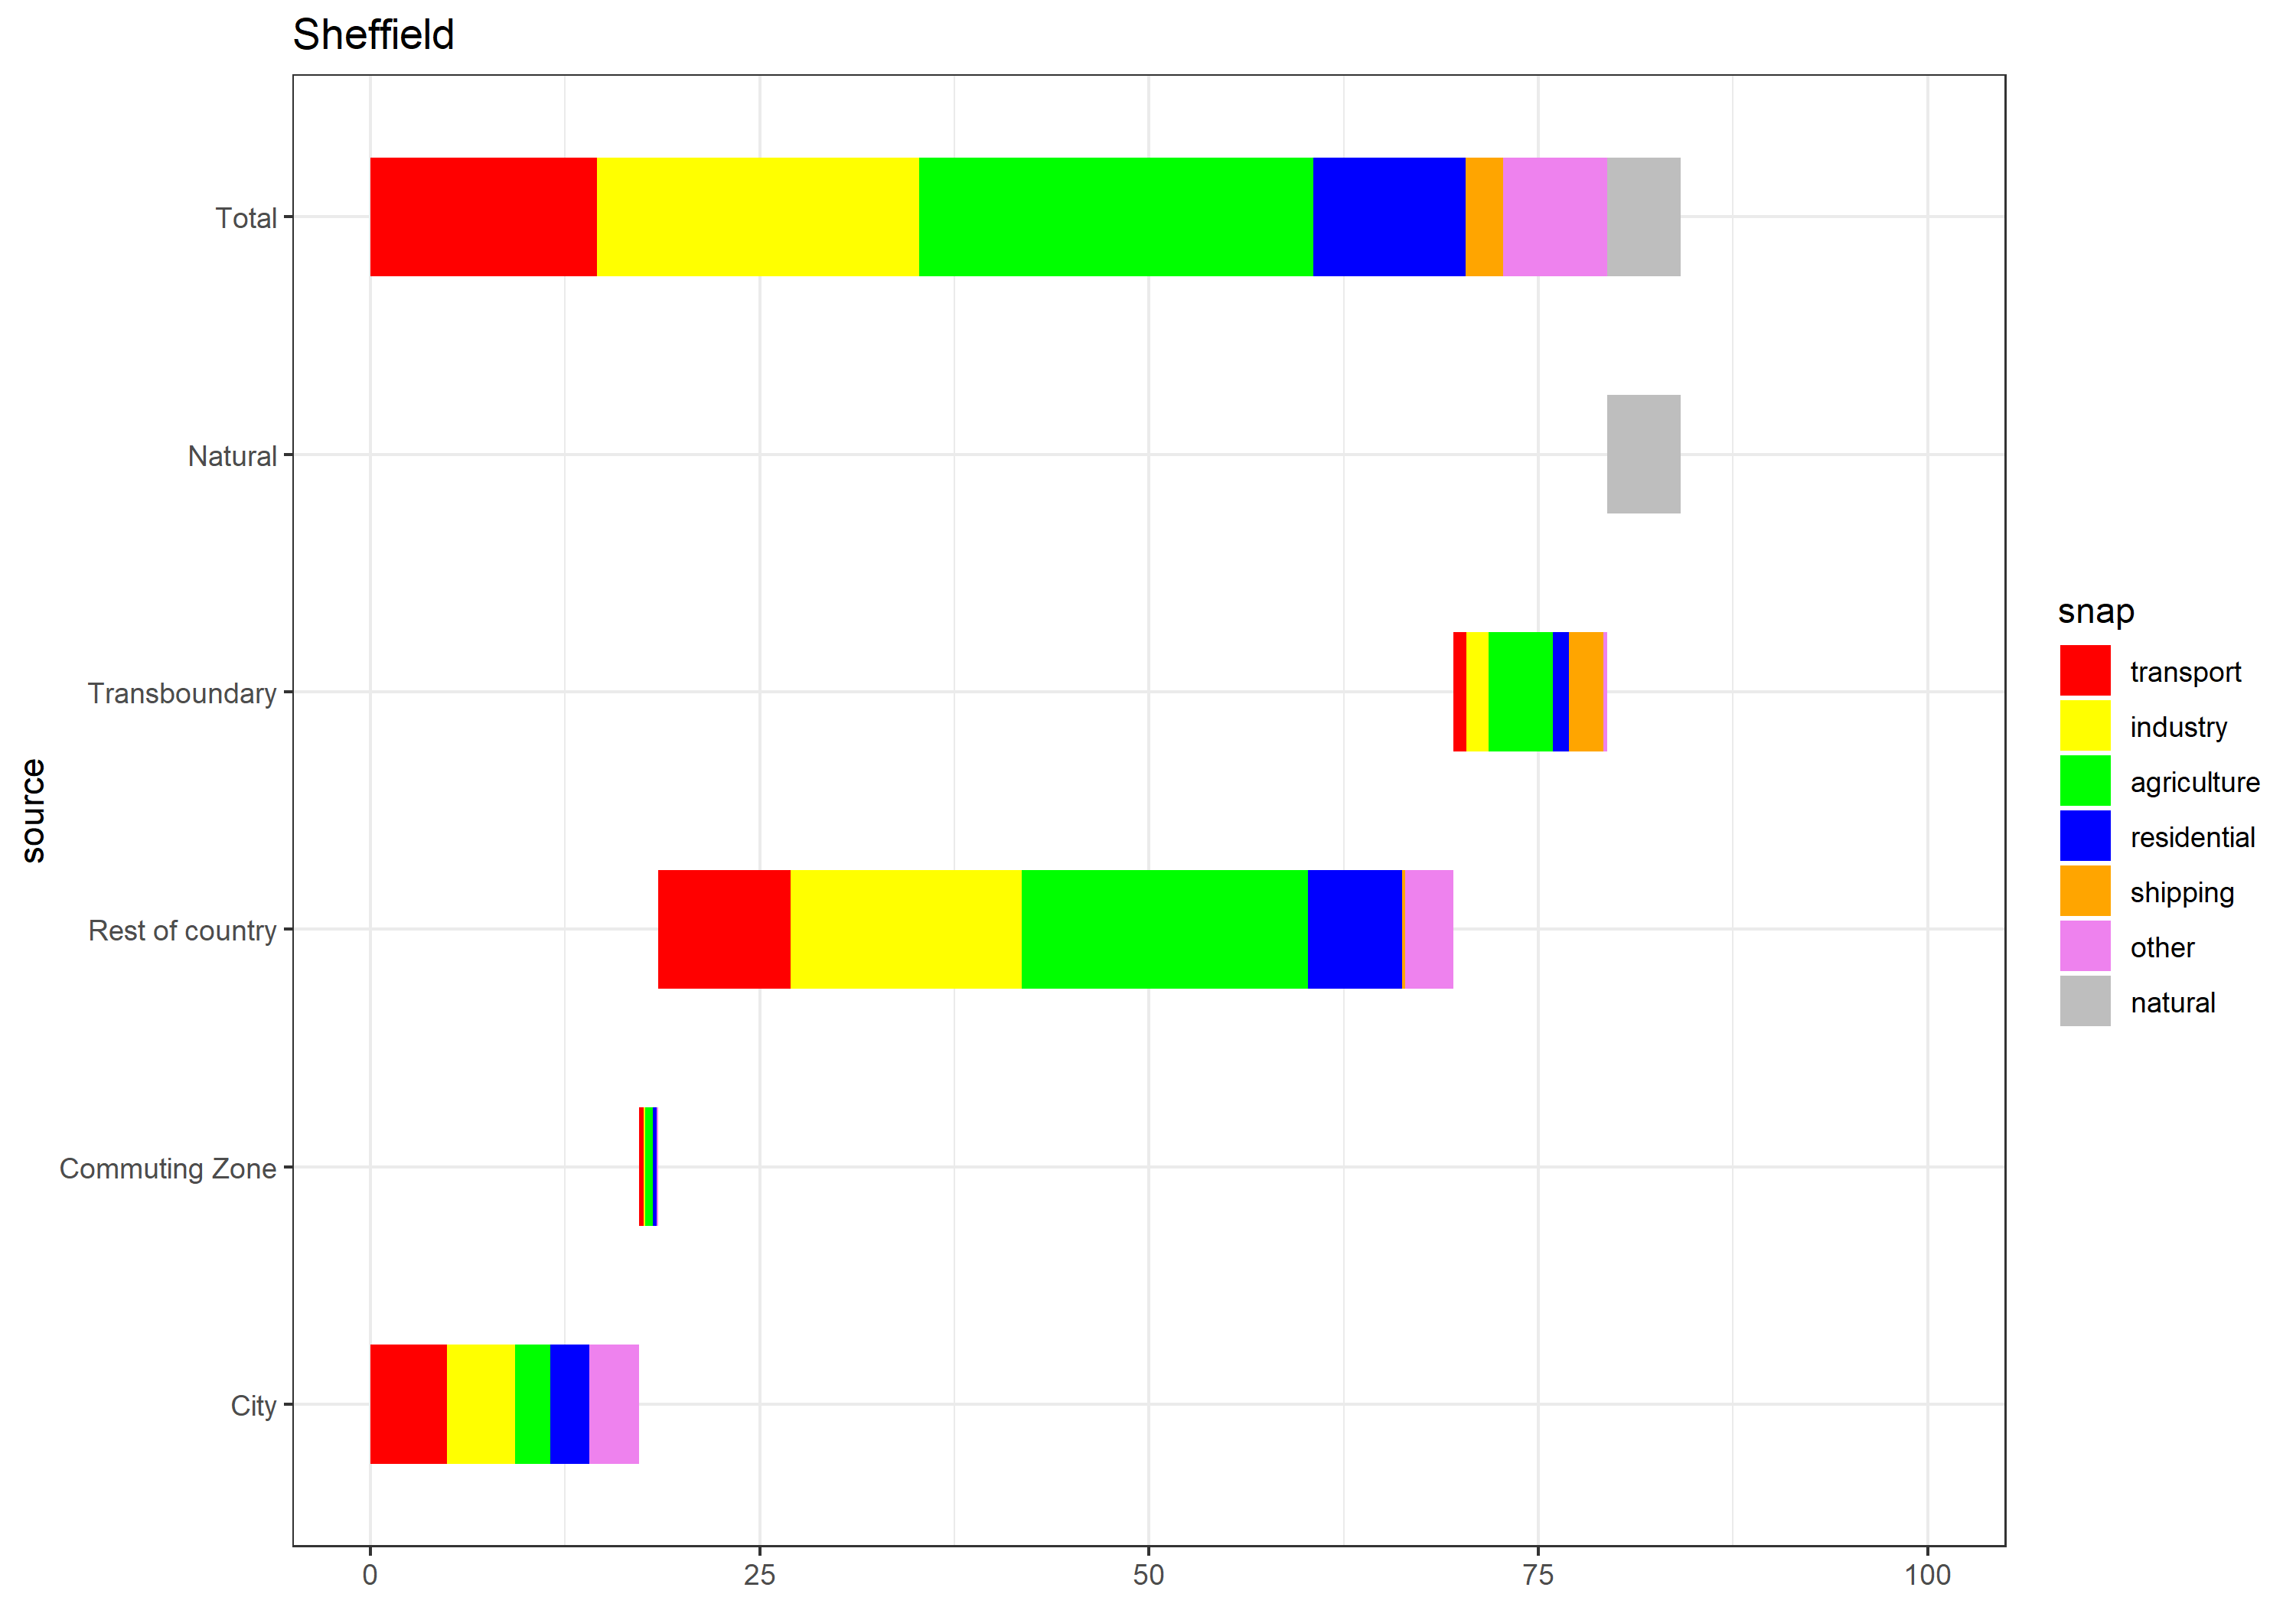 Sheffield
Total
Natural
Transboundary
Rest of country
Commuting Zone
City
source
0 25 50 75 100
snap
transport
industry
agriculture
residential
shipping
other
natural